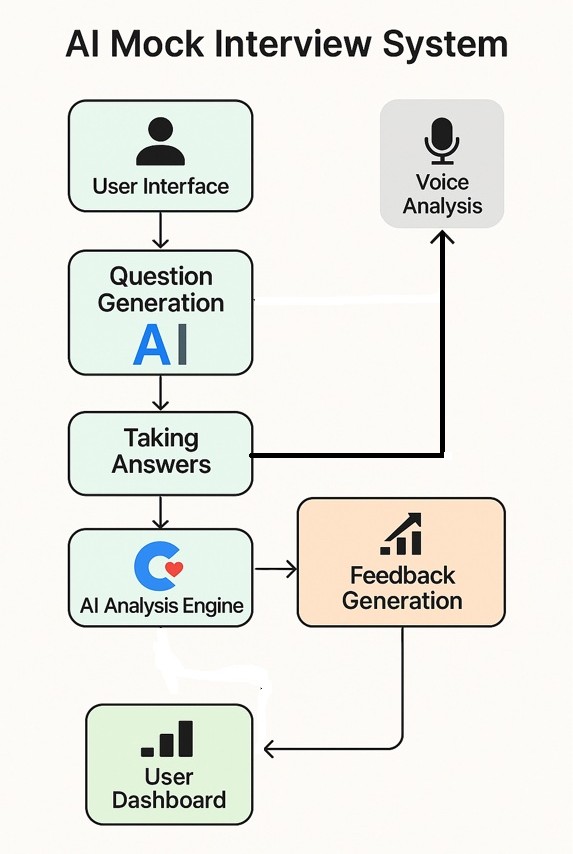 AI Mock Interview System
User Interface
Voice
Analysis
Question
Generation
AI
Taking
Answers
AI Analysis Engine
Feedback
Generation
User
Dashboard